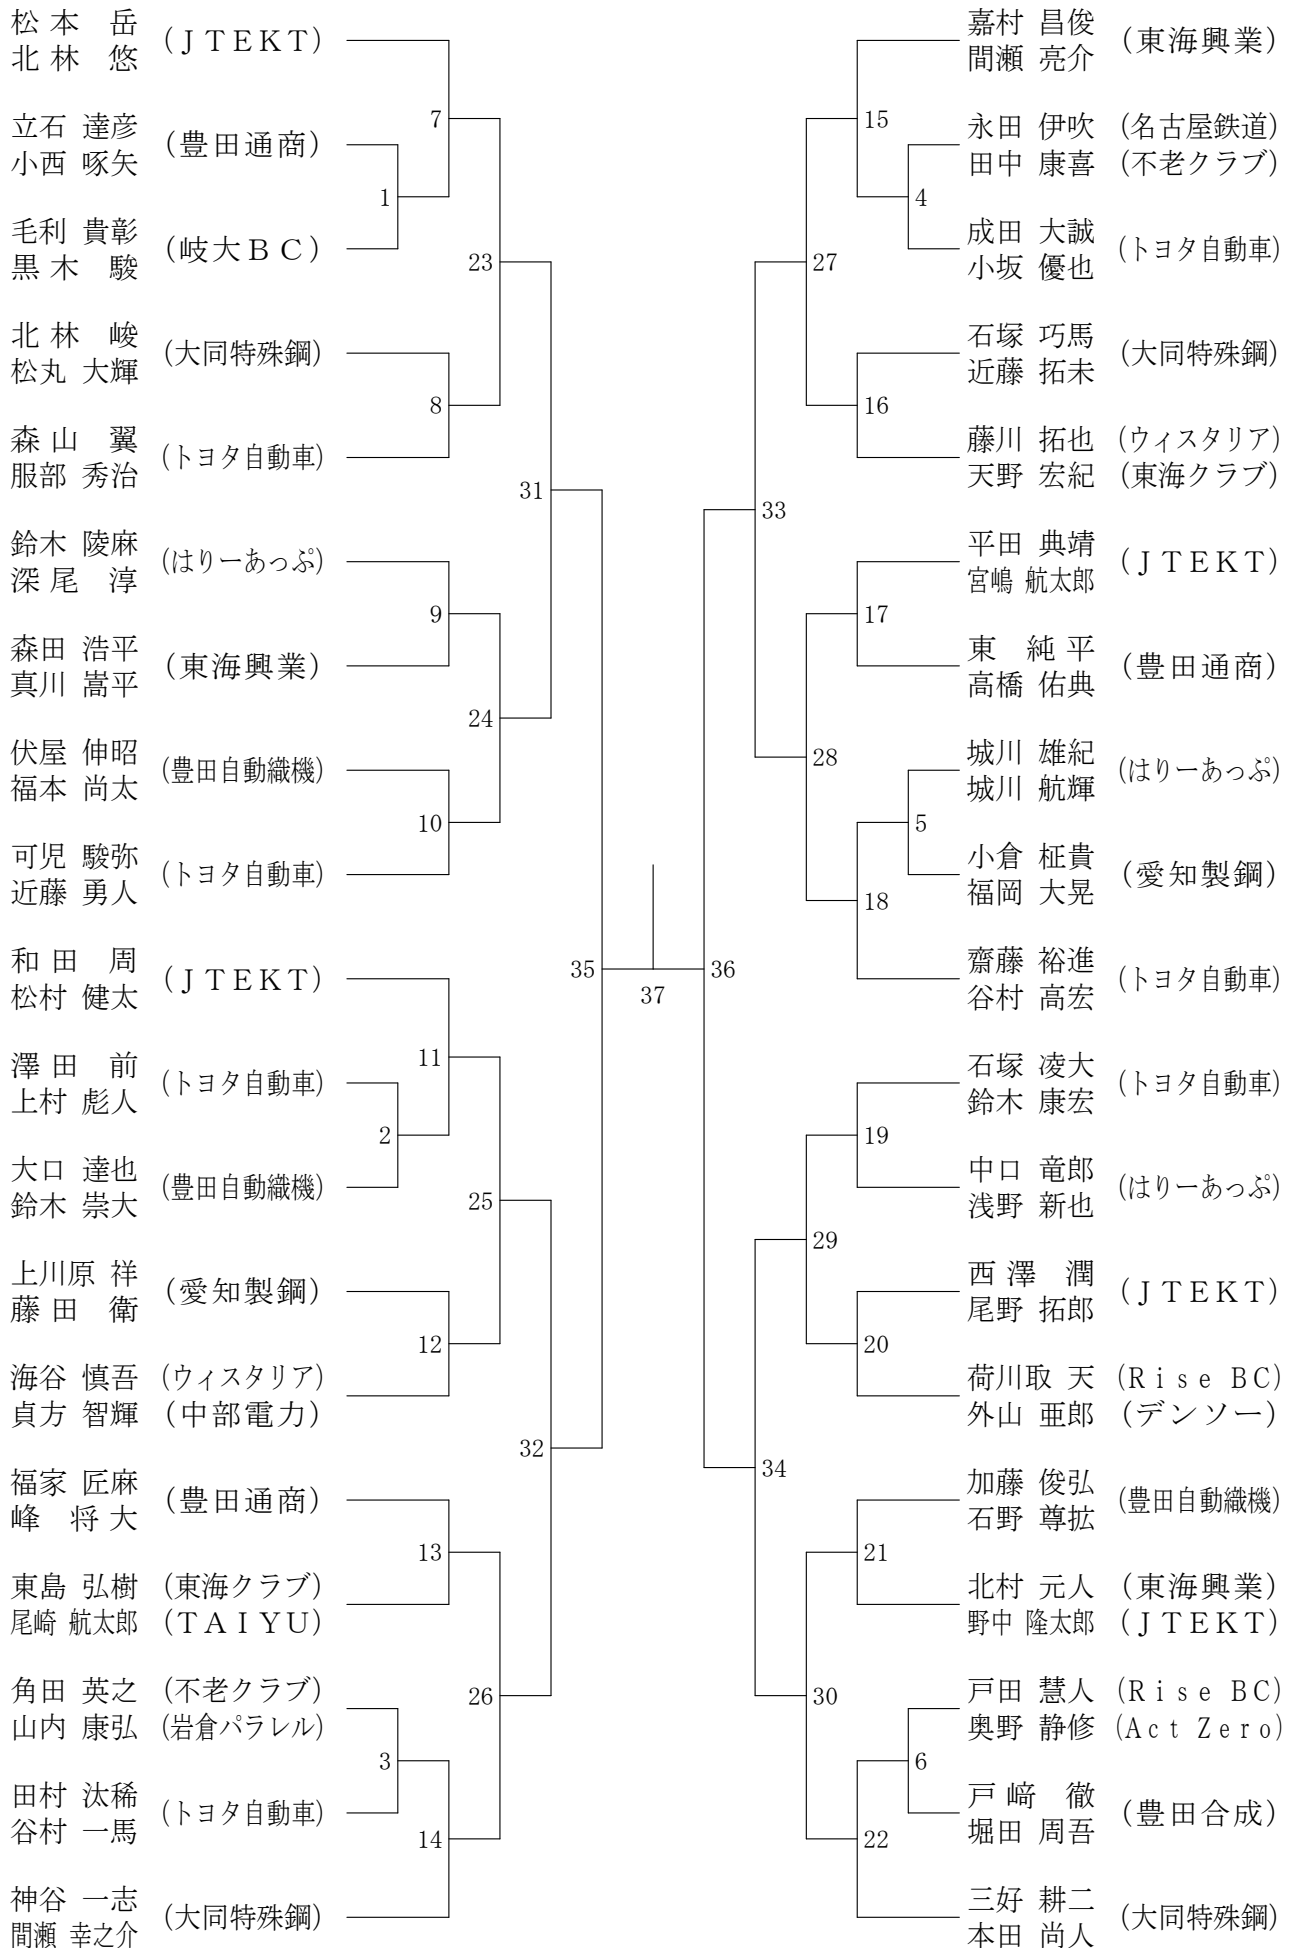 松本 岳 (ＪＴＥＫＴ)
北林 悠
7
立石 達彦 (豊田通商)
小西 啄矢
1
毛利 貴彰 (岐大ＢＣ)
黒木 駿
23
北林 峻 (大同特殊鋼)
松丸 大輝
8
森山 翼 (トヨタ自動車)
服部 秀治
31
鈴木 陵麻 (はりーあっぷ)
深尾 淳
9
森田 浩平 (東海興業)
真川 嵩平
24
伏屋 伸昭 (豊田自動織機)
福本 尚太
10
可児 駿弥 (トヨタ自動車)
近藤 勇人
35
和田 周 (ＪＴＥＫＴ)
松村 健太
11
澤田 前 (トヨタ自動車)
上村 彪人
2
大口 達也 (豊田自動織機)
鈴木 崇大
25
上川原 祥 (愛知製鋼)
藤田 衛
12
海谷 慎吾 (ウィスタリア)
貞方 智輝 (中部電力)
32
福家 匠麻 (豊田通商)
峰 将大
13
東島 弘樹 (東海クラブ)
尾崎 航太郎 (ＴＡＩＹＵ)
26
角田 英之 (不老クラブ)
山内 康弘 (岩倉パラレル)
3
田村 汰稀 (トヨタ自動車)
谷村 一馬
14
神谷 一志 (大同特殊鋼)
間瀬 幸之介
37
嘉村 昌俊 (東海興業)
間瀬 亮介
15
永田 伊吹 (名古屋鉄道)
田中 康喜 (不老クラブ)
4
成田 大誠 (トヨタ自動車)
小坂 優也
27
石塚 巧馬 (大同特殊鋼)
近藤 拓未
16
藤川 拓也 (ウィスタリア)
天野 宏紀 (東海クラブ)
33
平田 典靖 (ＪＴＥＫＴ)
宮嶋 航太郎
17
東 純平 (豊田通商)
高橋 佑典
28
城川 雄紀 (はりーあっぷ)
城川 航輝
5
小倉 柾貴 (愛知製鋼)
福岡 大晃
18
齋藤 裕進 (トヨタ自動車)
谷村 高宏
36
石塚 凌大 (トヨタ自動車)
鈴木 康宏
19
中口 竜郎 (はりーあっぷ)
浅野 新也
29
西澤 潤 (ＪＴＥＫＴ)
尾野 拓郎
20
荷川取 天 (Rise BC)
外山 亜郎 (デンソー)
34
加藤 俊弘 (豊田自動織機)
石野 尊拡
21
北村 元人 (東海興業)
野中 隆太郎 (ＪＴＥＫＴ)
30
戸田 慧人 (Rise BC)
奥野 静修 (Act Zero)
6
戸﨑 徹 (豊田合成)
堀田 周吾
22
三好 耕二 (大同特殊鋼)
本田 尚人